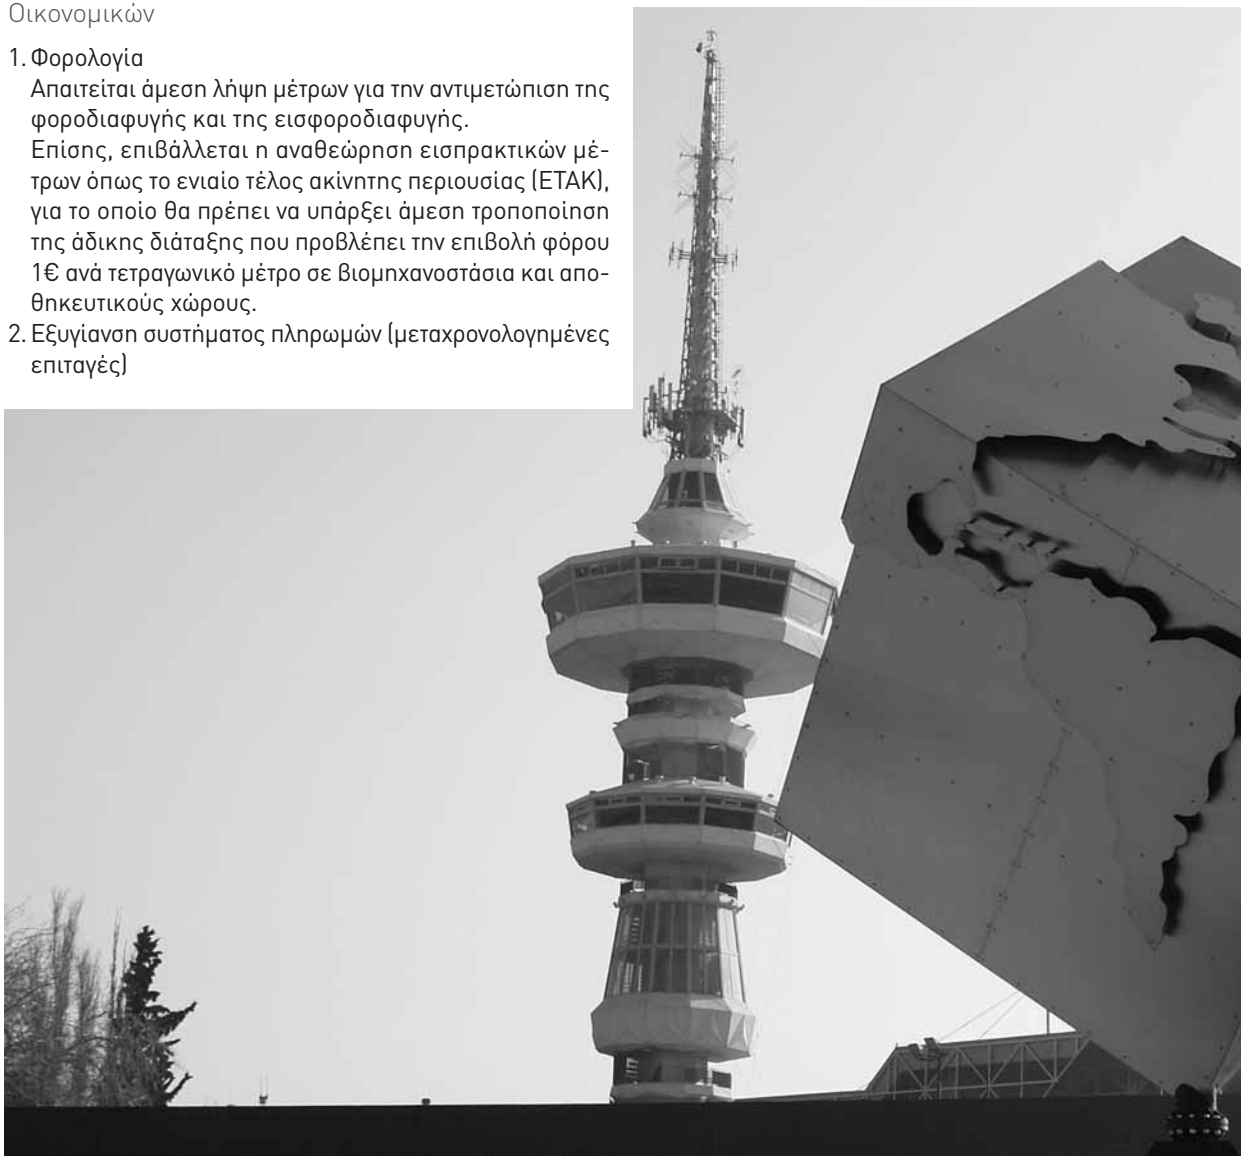 Οικονομικών
1. Φορολογία
Απαιτείται άμεση λήψη μέτρων για την αντιμετώπιση της
φοροδιαφυγής και της εισφοροδιαφυγής.
Επίσης, επιβάλλεται η αναθεώρηση εισπρακτικών μέ-
τρων όπως το ενιαίο τέλος ακίνητης περιουσίας (ΕΤΑΚ),
για το οποίο θα πρέπει να υπάρξει άμεση τροποποίηση
της άδικης διάταξης που προβλέπει την επιβολή φόρου
1€ ανά τετραγωνικό μέτρο σε βιομηχανοστάσια και απο-
θηκευτικούς χώρους.
2. Εξυγίανση συστήματος πληρωμών (μεταχρονολογημένες
επιταγές)